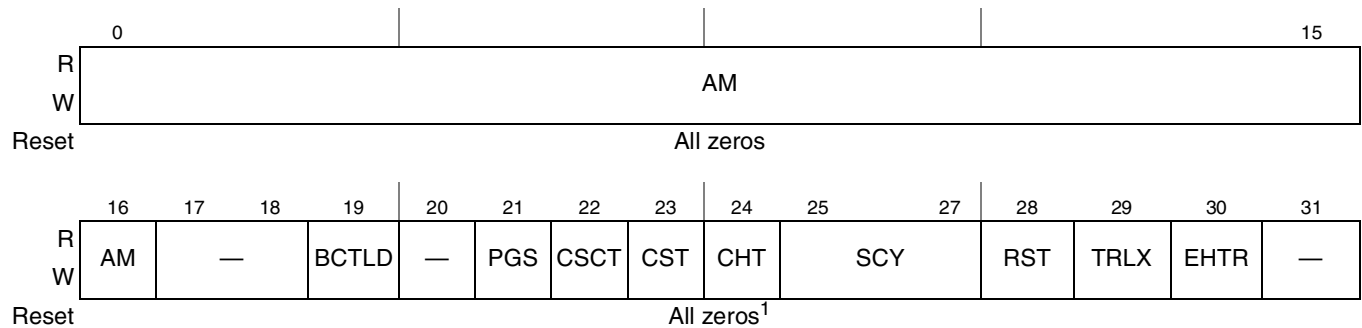 0 15
R
AM
W
Reset All zeros
16 17 18 19 20 21 22 23 24 25 27 28 29 30 31
R
AM — BCTLD — PGS CSCT CST CHT SCY RST TRLX EHTR —
W
Reset All zeros1